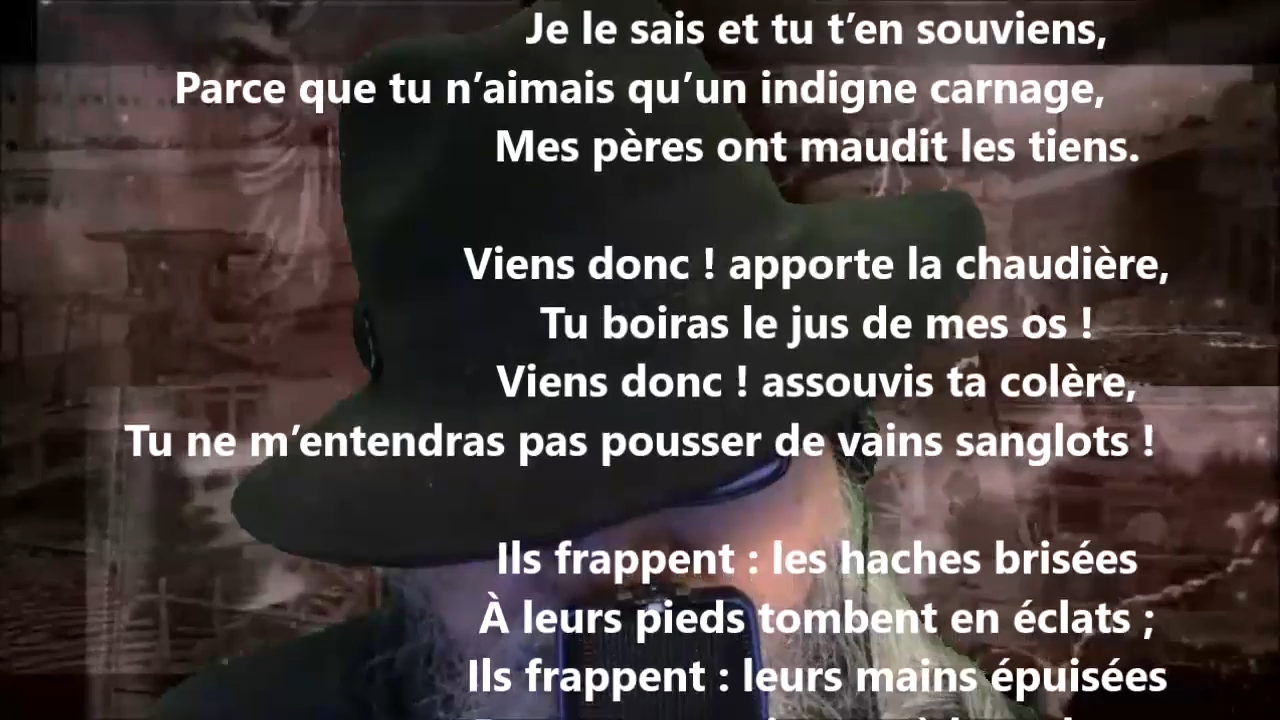 Je le sais et tu t’en souviens,
Parce que tu n’aimais qu’un indigne carnage,
Mes pères ont maudit les tiens.
Viens donc ! apporte la chaudière,
Tu boiras le jus de mes os !
Viens donc ! assouvis ta colère,
Tu ne m’entendras pas pousser de vains sanglots !
Ils frappent : les haches brisées
À leurs pieds tombent en éclats ;
Ils frappent : leurs mains épuisées